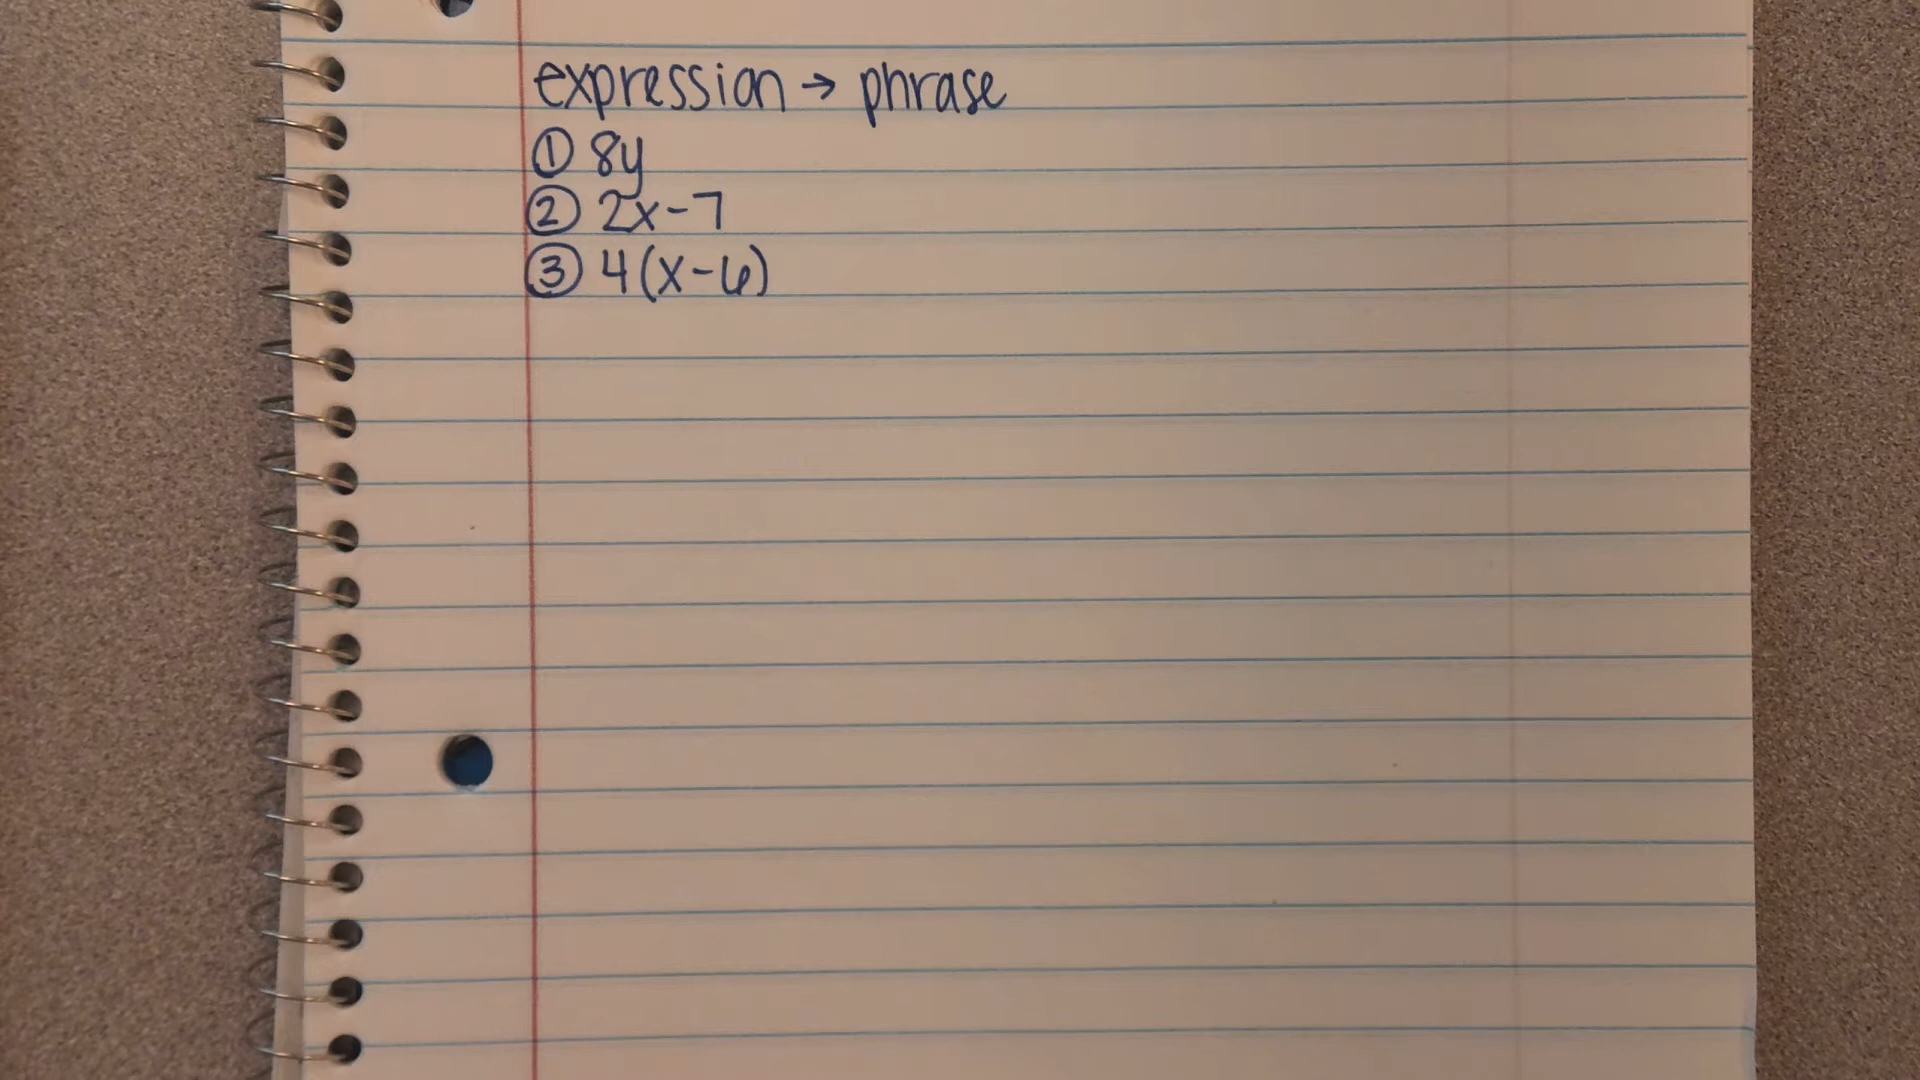 expression → phrase
① 8y
② 2x-7
③ 4(x-6)